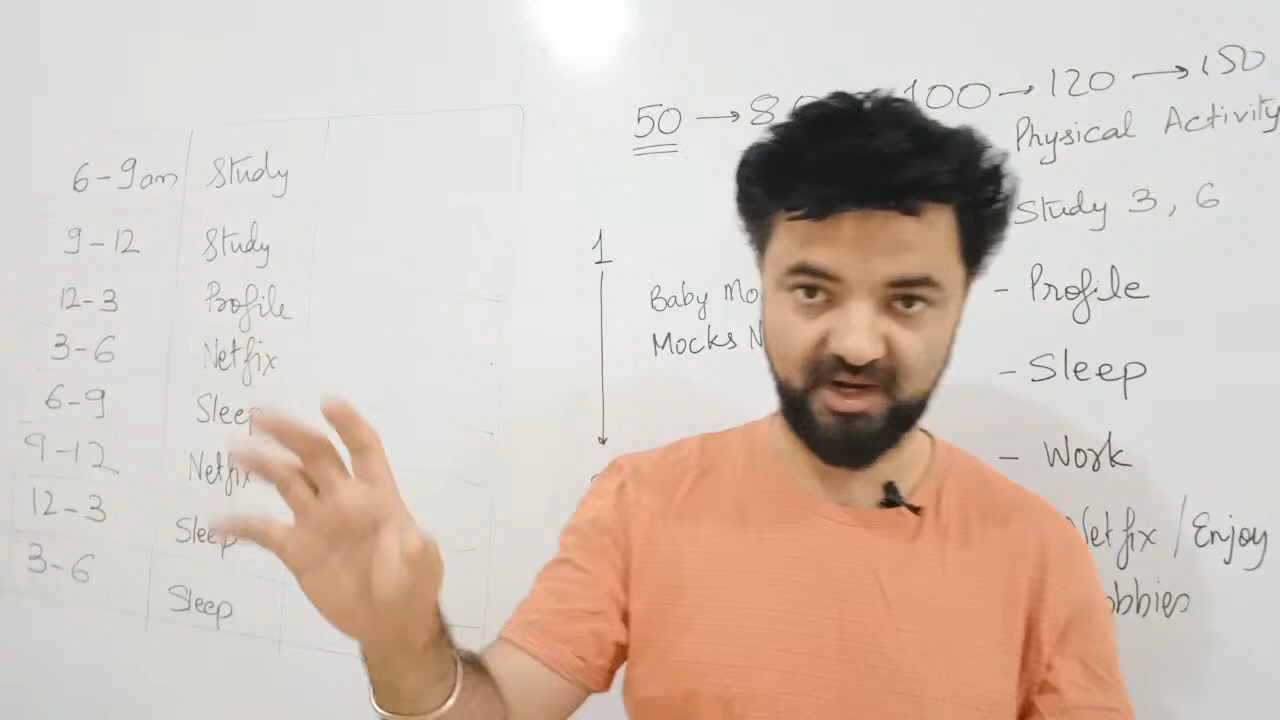 6-9am Study
9-12 Study
12-3 Profile
3-6 Netfix
6-9 Sleep
9-12 Netfix
12-3 Sleep
3-6 Sleep
50 → 80 100 → 120 → 150
1
Baby
Mocks
Physical Activity
Study 3, 6
- Profile
- Sleep
- Work
Netfix / Enjoy